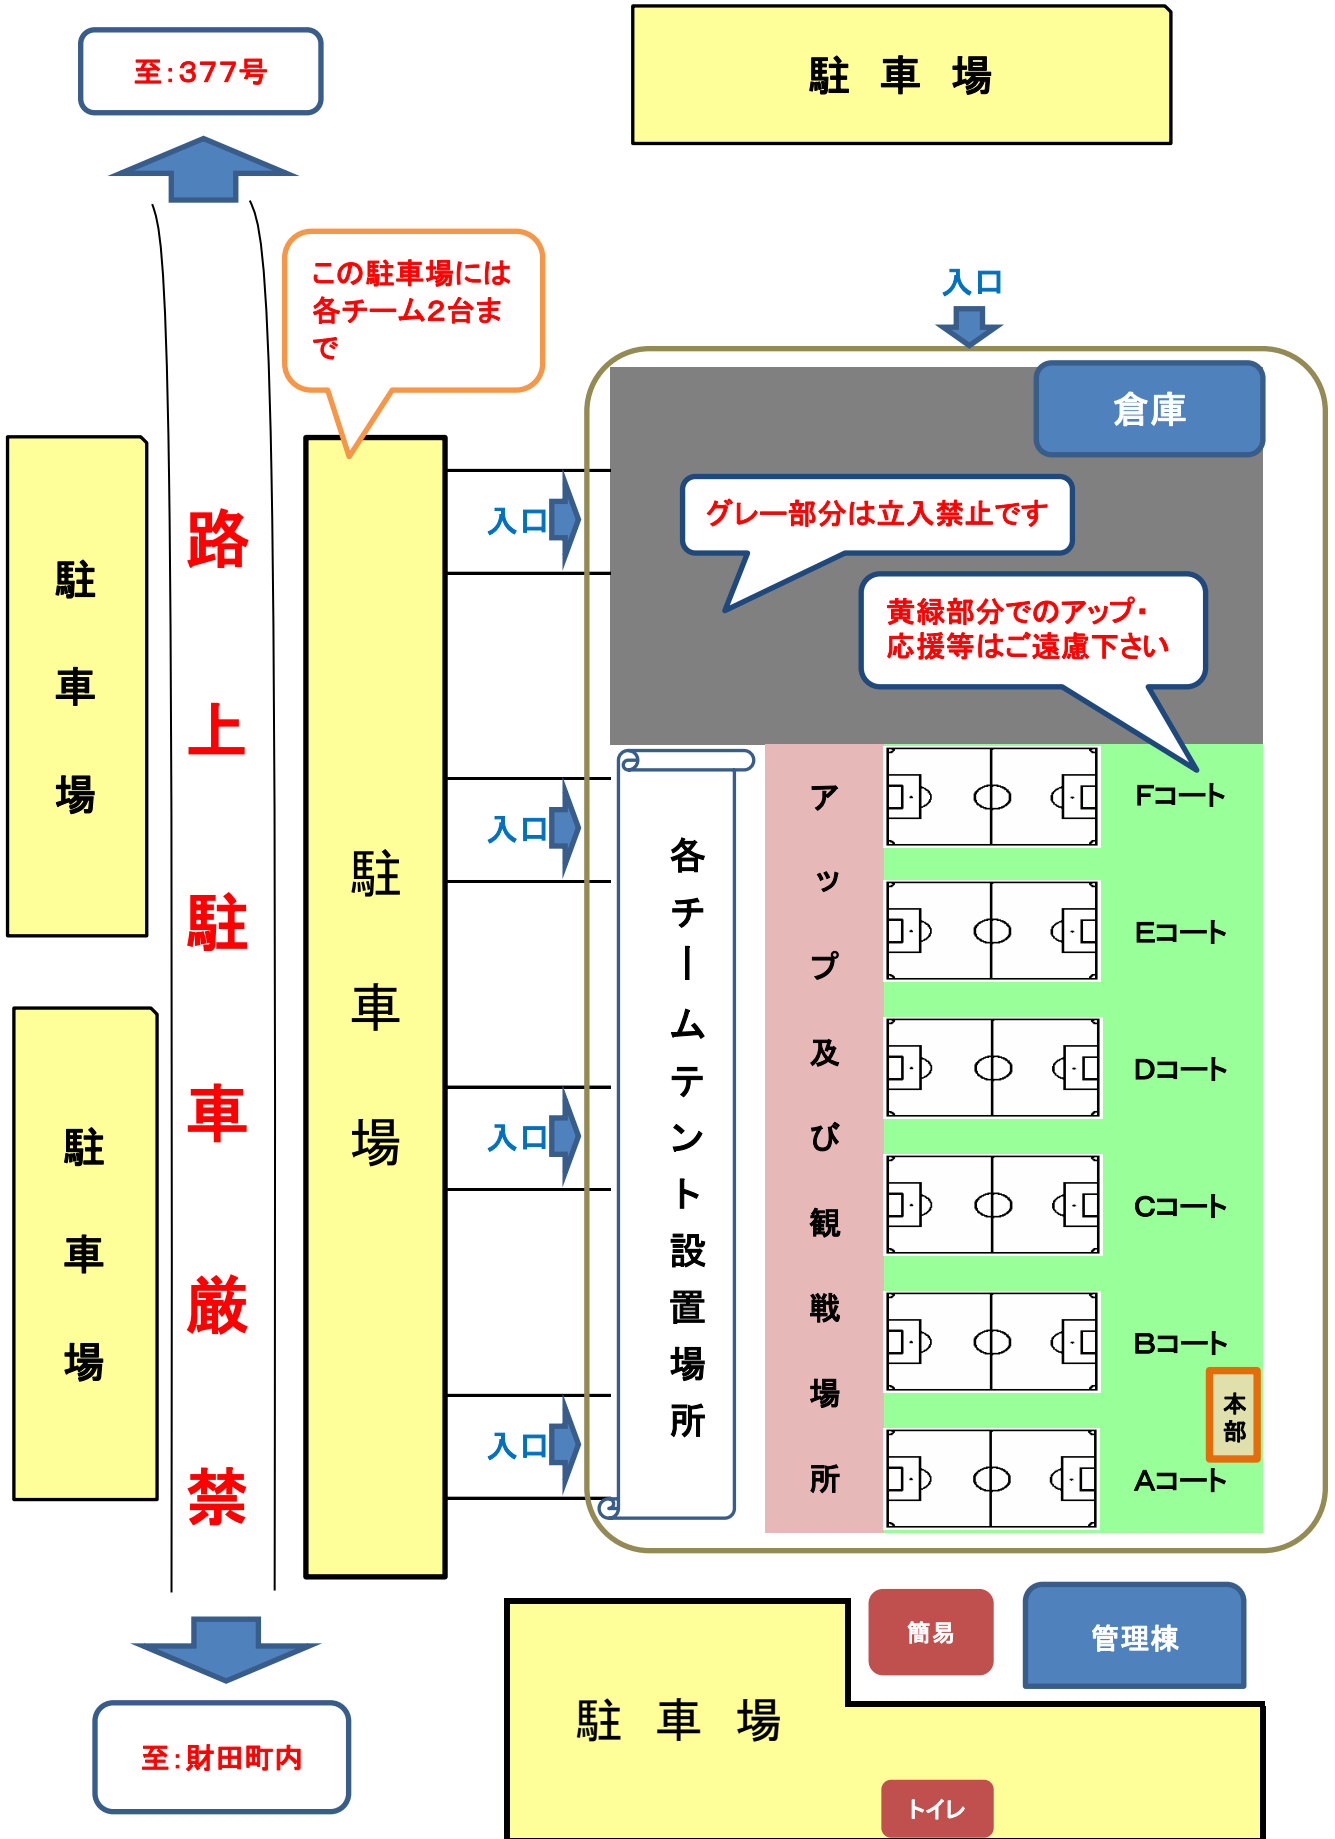 至：３７７号
駐　車　場
この駐車場には
各チーム２台ま
で
入口
倉庫
グレー部分は立入禁止です
黄緑部分でのアップ・
応援等はご遠慮下さい
入口
入口
入口
入口
駐車場
駐車場
路上駐車厳禁
駐車場
各チームテント設置場所
アップ及び観戦場所
Fコート
Eコート
Dコート
Cコート
Bコート
本部
Aコート
簡易
管理棟
駐　車　場
トイレ
至：財田町内